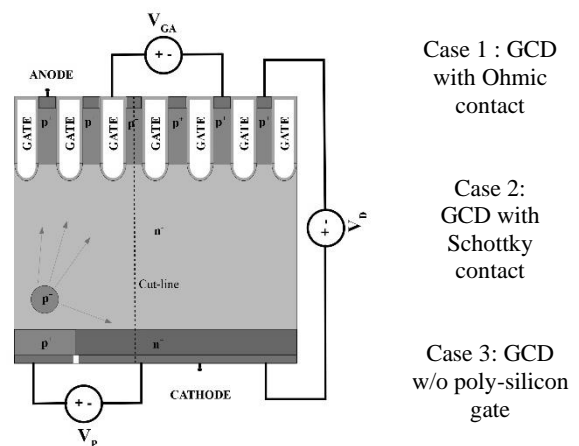 V_GA
+ -
ANODE
GATE GATE GATE GATE GATE GATE GATE
p+ p p- p+ p+ p+
n-
V_D
- +
Cut-line
p-
p+ n-
+ -
V_P
CATHODE
Case 1 : GCD
with Ohmic
contact
Case 2:
GCD with
Schottky
contact
Case 3: GCD
w/o poly-silicon
gate